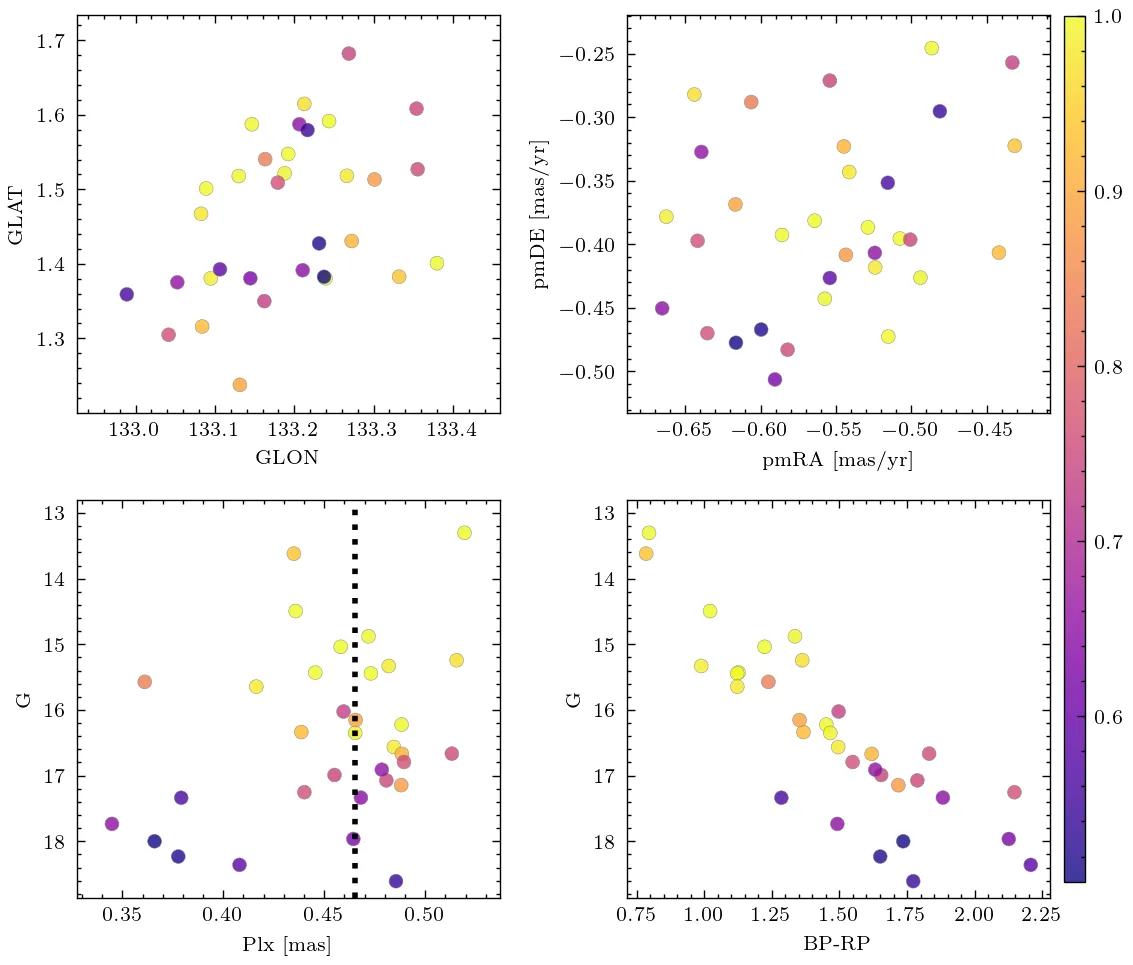 1.7
1.6
1.5
1.4
1.3
GLAT
133.0 133.1 133.2 133.3 133.4
GLON
−0.25
−0.30
−0.35
−0.40
−0.45
−0.50
pmDE [mas/yr]
−0.65 −0.60 −0.55 −0.50 −0.45
pmRA [mas/yr]
13
14
15
16
17
18
G
0.35 0.40 0.45 0.50
Plx [mas]
13
14
15
16
17
18
G
0.75 1.00 1.25 1.50 1.75 2.00 2.25
BP-RP
1.0
0.9
0.8
0.7
0.6